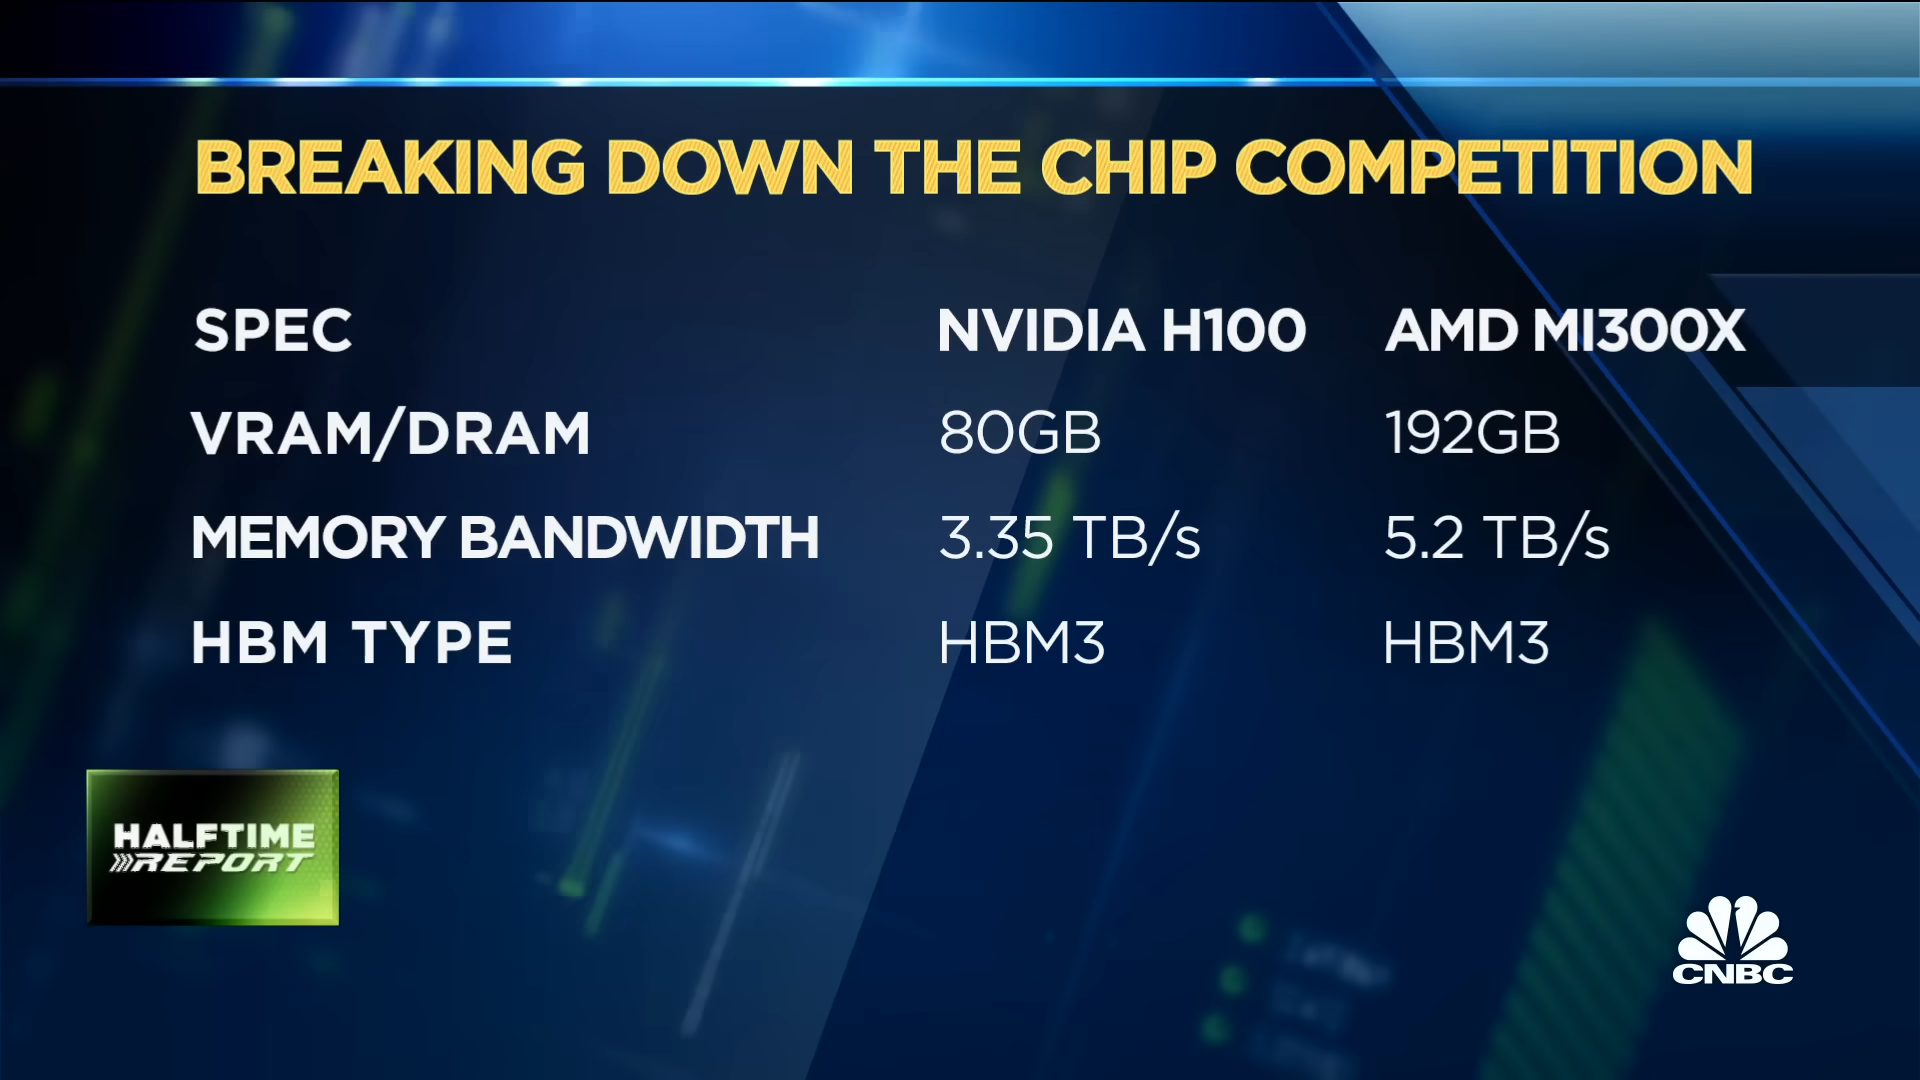 BREAKING DOWN THE CHIP COMPETITION
SPEC NVIDIA H100 AMD MI300X
VRAM/DRAM 80GB 192GB
MEMORY BANDWIDTH 3.35 TB/s 5.2 TB/s
HBM TYPE HBM3 HBM3
HALFTIME
REPORT
CNBC